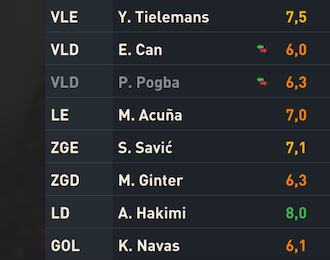 VLE Y. Tielemans 7,5
VLD E. Can 6,0
VLD P. Pogba 6,3
LE M. Acuña 7,0
ZGE S. Savić 7,1
ZGD M. Ginter 6,3
LD A. Hakimi 8,0
GOL K. Navas 6,1